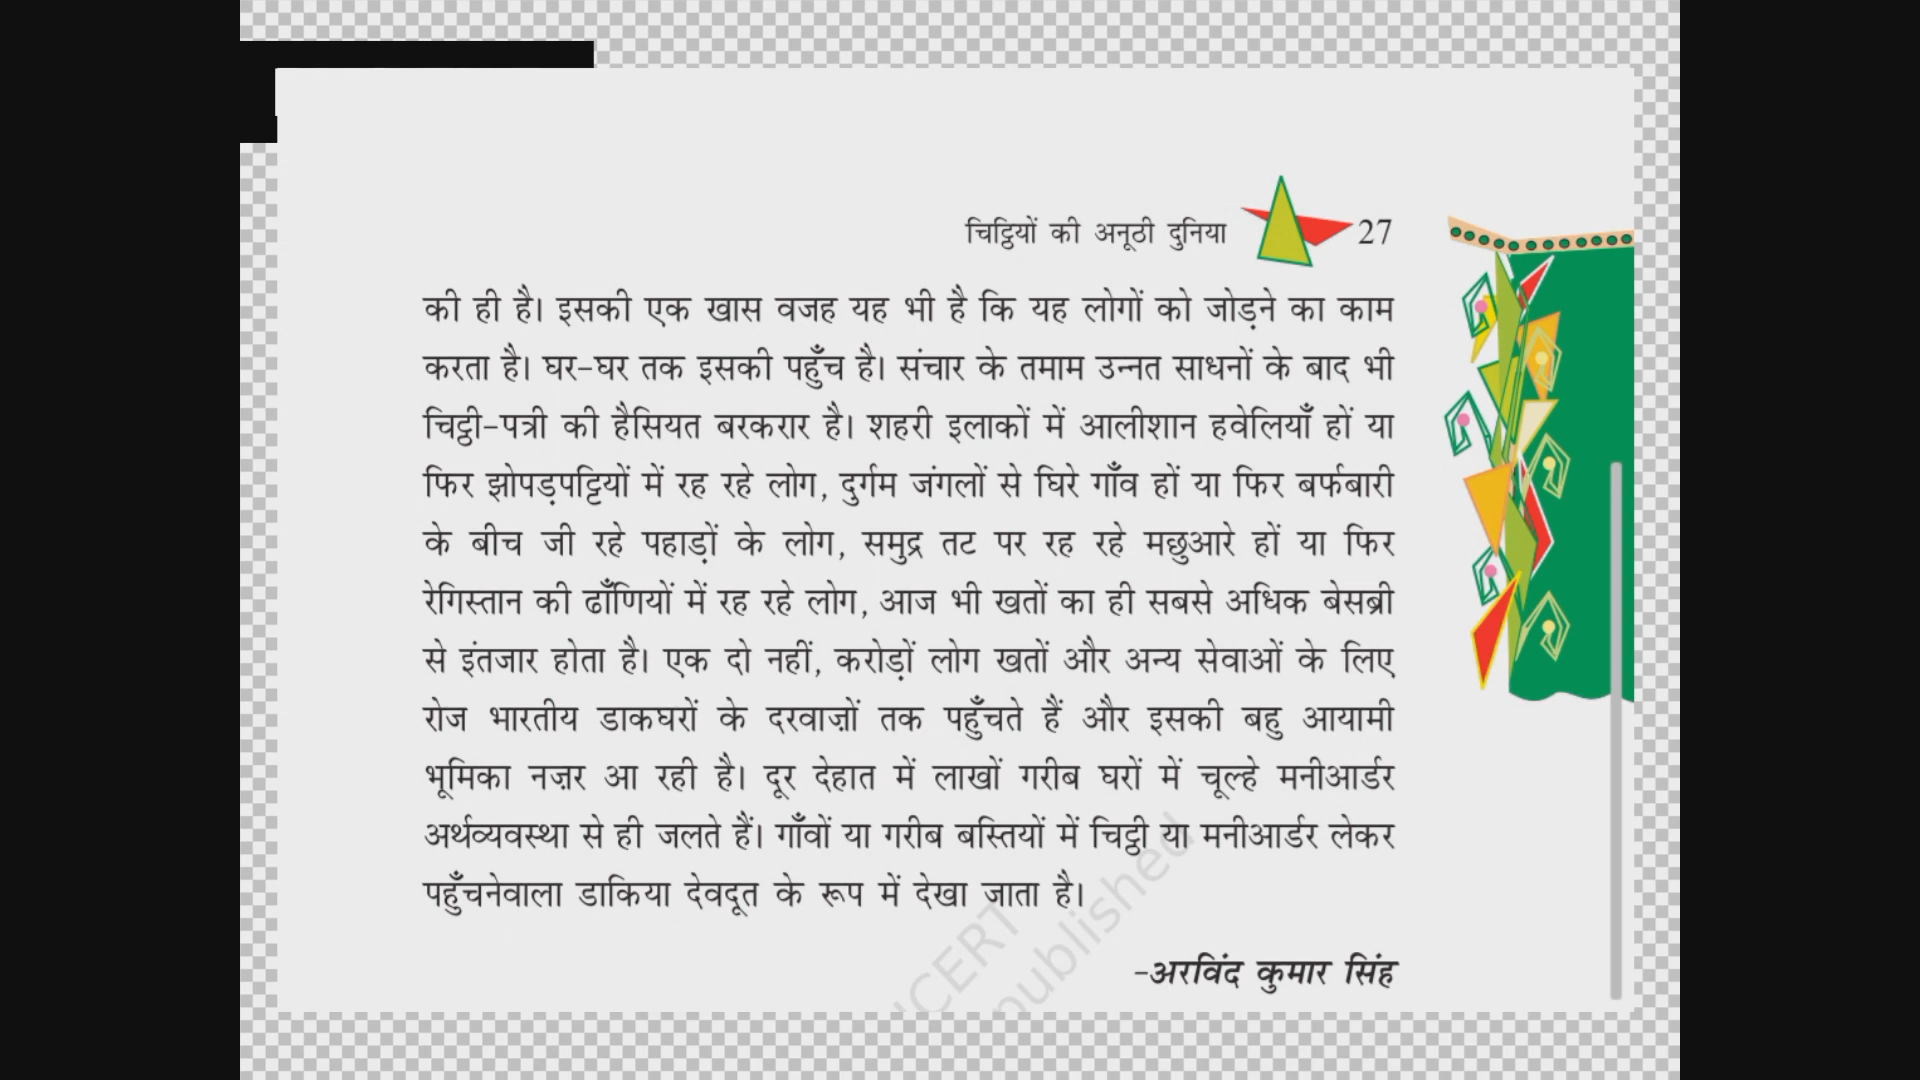 चिट्ठियों की अनूठी दुनिया 27
की ही है। इसकी एक खास वजह यह भी है कि यह लोगों को जोड़ने का काम
करता है। घर-घर तक इसकी पहुँच है। संचार के तमाम उन्नत साधनों के बाद भी
चिट्ठी-पत्री की हैसियत बरकरार है। शहरी इलाकों में आलीशान हवेलियाँ हों या
फिर झोपड़पट्टियों में रह रहे लोग, दुर्गम जंगलों से घिरे गाँव हों या फिर बर्फबारी
के बीच जी रहे पहाड़ों के लोग, समुद्र तट पर रह रहे मछुआरे हों या फिर
रेगिस्तान की ढाँणियों में रह रहे लोग, आज भी खतों का ही सबसे अधिक बेसब्री
से इंतजार होता है। एक दो नहीं, करोड़ों लोग खतों और अन्य सेवाओं के लिए
रोज भारतीय डाकघरों के दरवाज़ों तक पहुँचते हैं और इसकी बहु आयामी
भूमिका नज़र आ रही है। दूर देहात में लाखों गरीब घरों में चूल्हे मनीआर्डर
अर्थव्यवस्था से ही जलते हैं। गाँवों या गरीब बस्तियों में चिट्ठी या मनीआर्डर लेकर
पहुँचनेवाला डाकिया देवदूत के रूप में देखा जाता है।
-अरविंद कुमार सिंह
NCERT
published